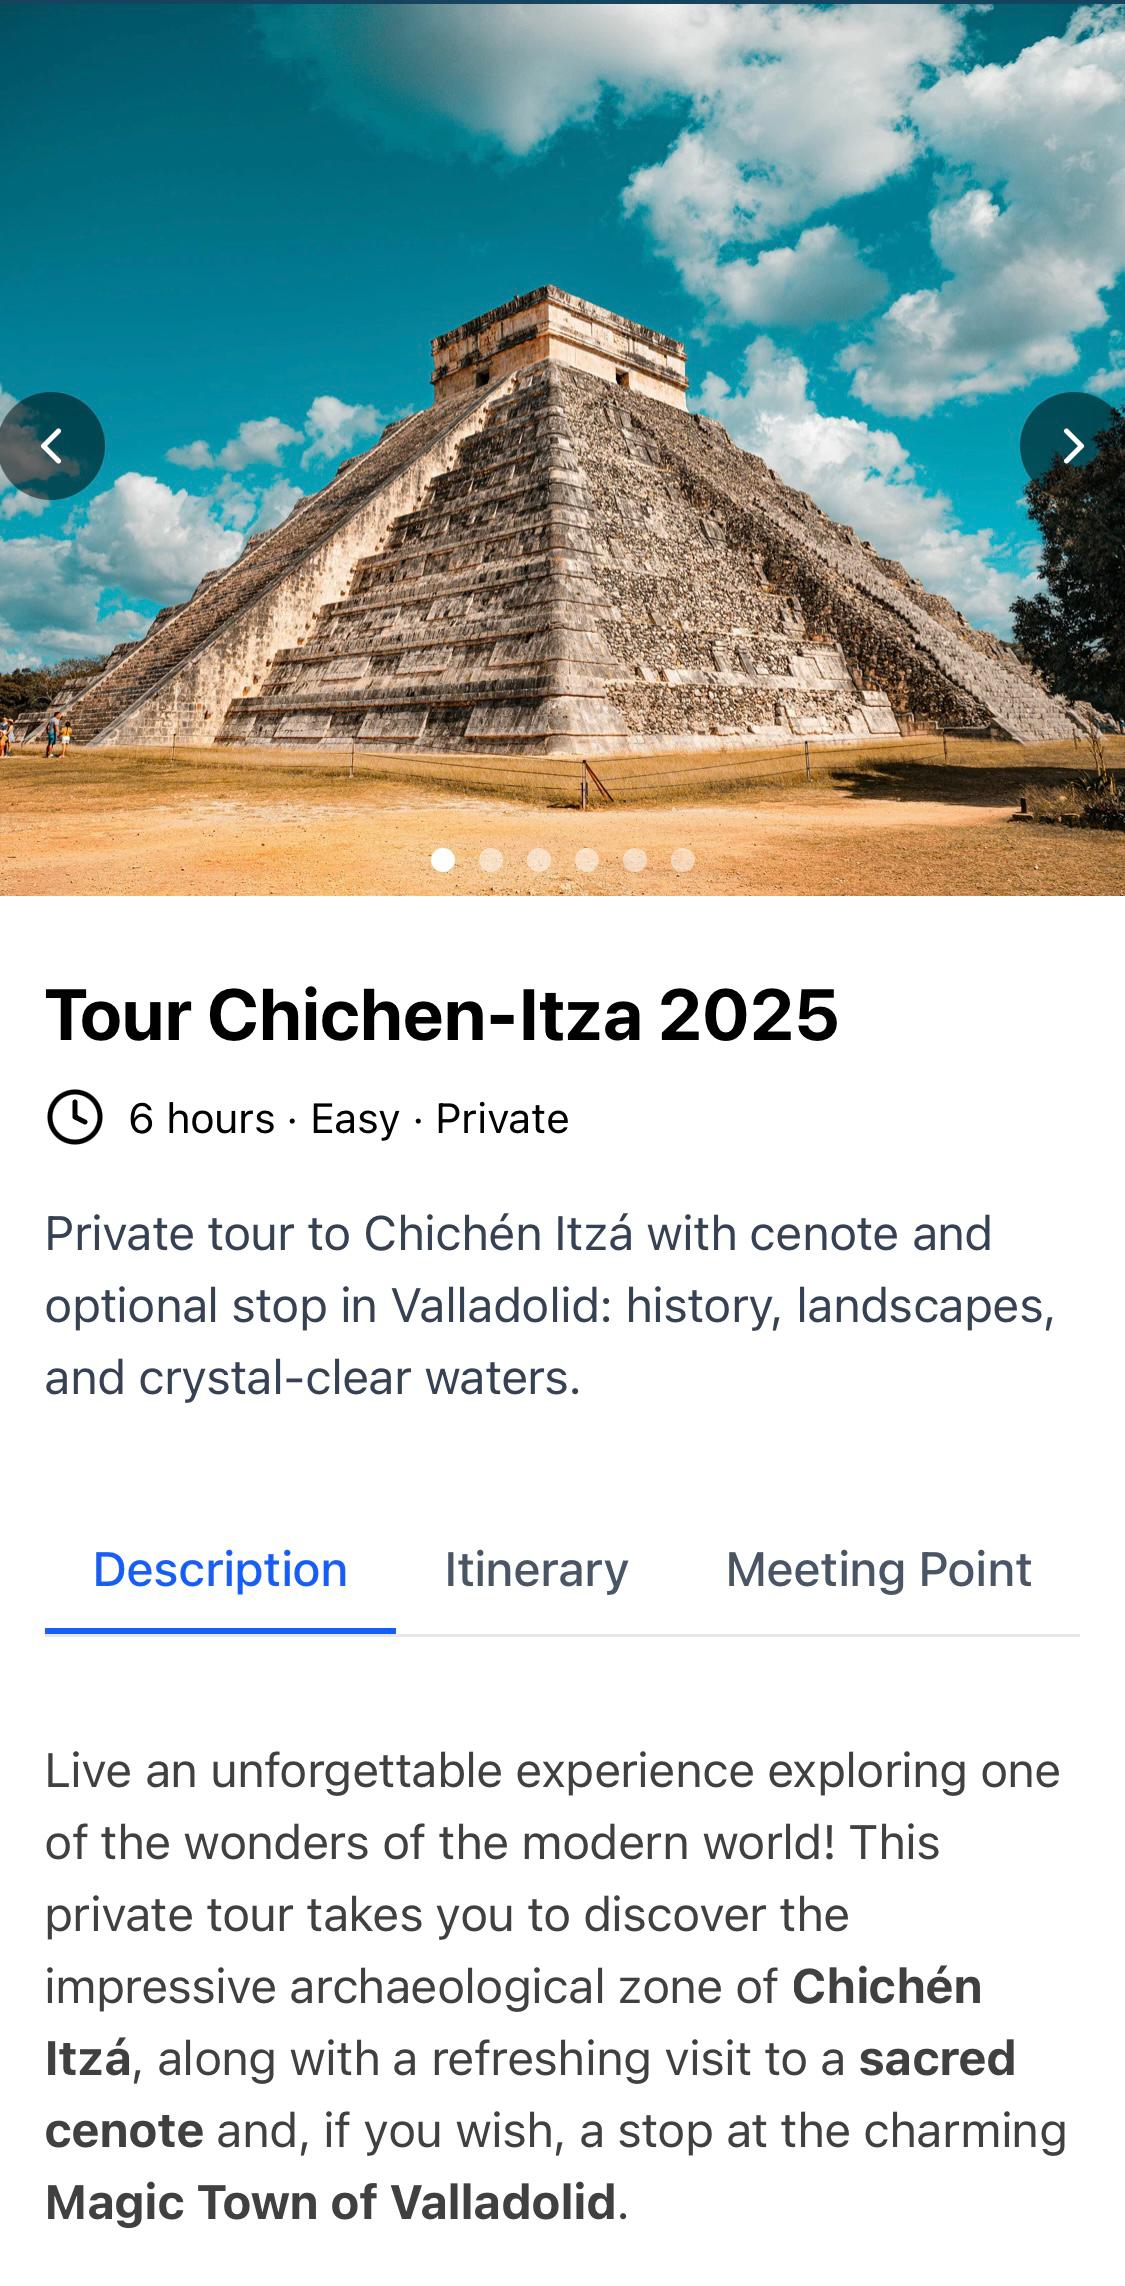 Tour Chichen-Itza 2025
6 hours · Easy · Private
Private tour to Chichén Itzá with cenote and
optional stop in Valladolid: history, landscapes,
and crystal-clear waters.
Description Itinerary Meeting Point
Live an unforgettable experience exploring one
of the wonders of the modern world! This
private tour takes you to discover the
impressive archaeological zone of Chichén
Itzá, along with a refreshing visit to a sacred
cenote and, if you wish, a stop at the charming
Magic Town of Valladolid.